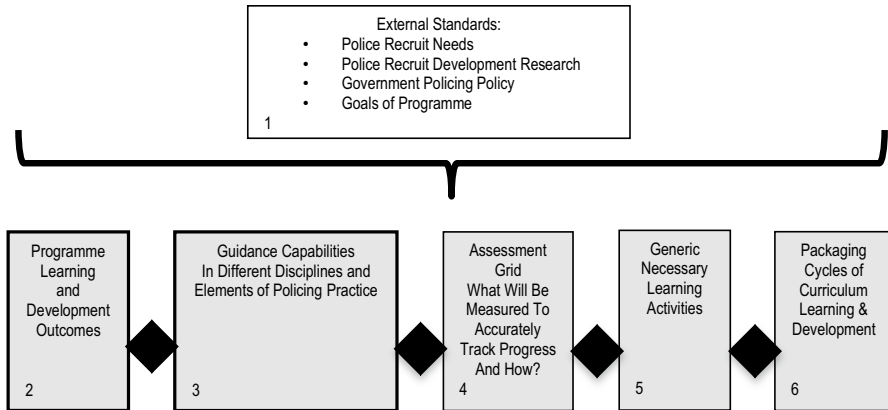 External Standards:
• Police Recruit Needs
• Police Recruit Development Research
• Government Policing Policy
• Goals of Programme
1
Programme
Learning
and
Development
Outcomes
2
Guidance Capabilities
In Different Disciplines and
Elements of Policing Practice
3
Assessment
Grid
What Will Be
Measured To
Accurately
Track Progress
And How?
4
Generic
Necessary
Learning
Activities
5
Packaging
Cycles of
Curriculum
Learning &
Development
6